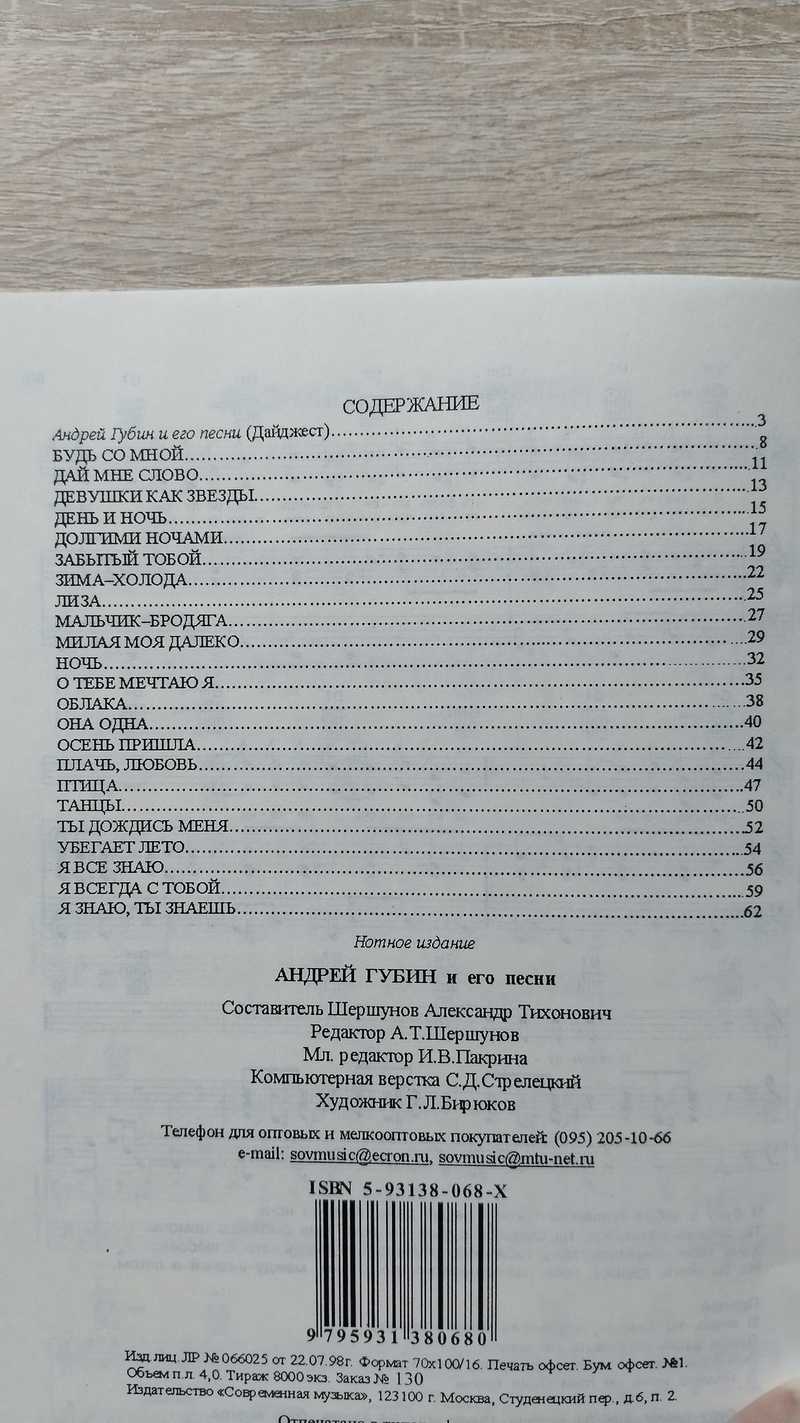 СОДЕРЖАНИЕ
Андрей Губин и его песни (Дайджест)...3
БУДЬ СО МНОЙ...8
ДАЙ МНЕ СЛОВО...11
ДЕВУШКИ КАК ЗВЕЗДЫ...13
ДЕНЬ И НОЧЬ...15
ДОЛГИМИ НОЧАМИ...17
ЗАБЫТЫЙ ТОБОЙ...19
ЗИМА–ХОЛОДА...22
ЛИЗА...25
МАЛЬЧИК–БРОДЯГА...27
МИЛАЯ МОЯ ДАЛЕКО...29
НОЧЬ...32
О ТЕБЕ МЕЧТАЮ Я...35
ОБЛАКА...38
ОНА ОДНА...40
ОСЕНЬ ПРИШЛА...42
ПЛАЧЬ, ЛЮБОВЬ...44
ПТИЦА...47
ТАНЦЫ...50
ТЫ ДОЖДИСЬ МЕНЯ...52
УБЕГАЕТ ЛЕТО...54
Я ВСЕ ЗНАЮ...56
Я ВСЕГДА С ТОБОЙ...59
Я ЗНАЮ, ТЫ ЗНАЕШЬ...62
Нотное издание
АНДРЕЙ ГУБИН и его песни
Составитель Шершунов Александр Тихонович
Редактор А.Т.Шершунов
Мл. редактор И.В.Пакрина
Компьютерная верстка С.Д.Стрелецкий
Художник Г.Л.Бирюков
Телефон для оптовых и мелкооптовых покупателей: (095) 205-10-66
e-mail: sovmusic@ecron.ru, sovmusic@mtu-net.ru
ISBN 5-93138-068-X
9 795931 380680
Изд. лиц. ЛР № 066025 от 22.07.98г. Формат 70x100/16. Печать офсет. Бум. офсет. №1.
Объем п.л. 4,0. Тираж 8000 экз. Заказ № 130
Издательство «Современная музыка», 123100 г. Москва, Студенецкий пер., д.6, п. 2.